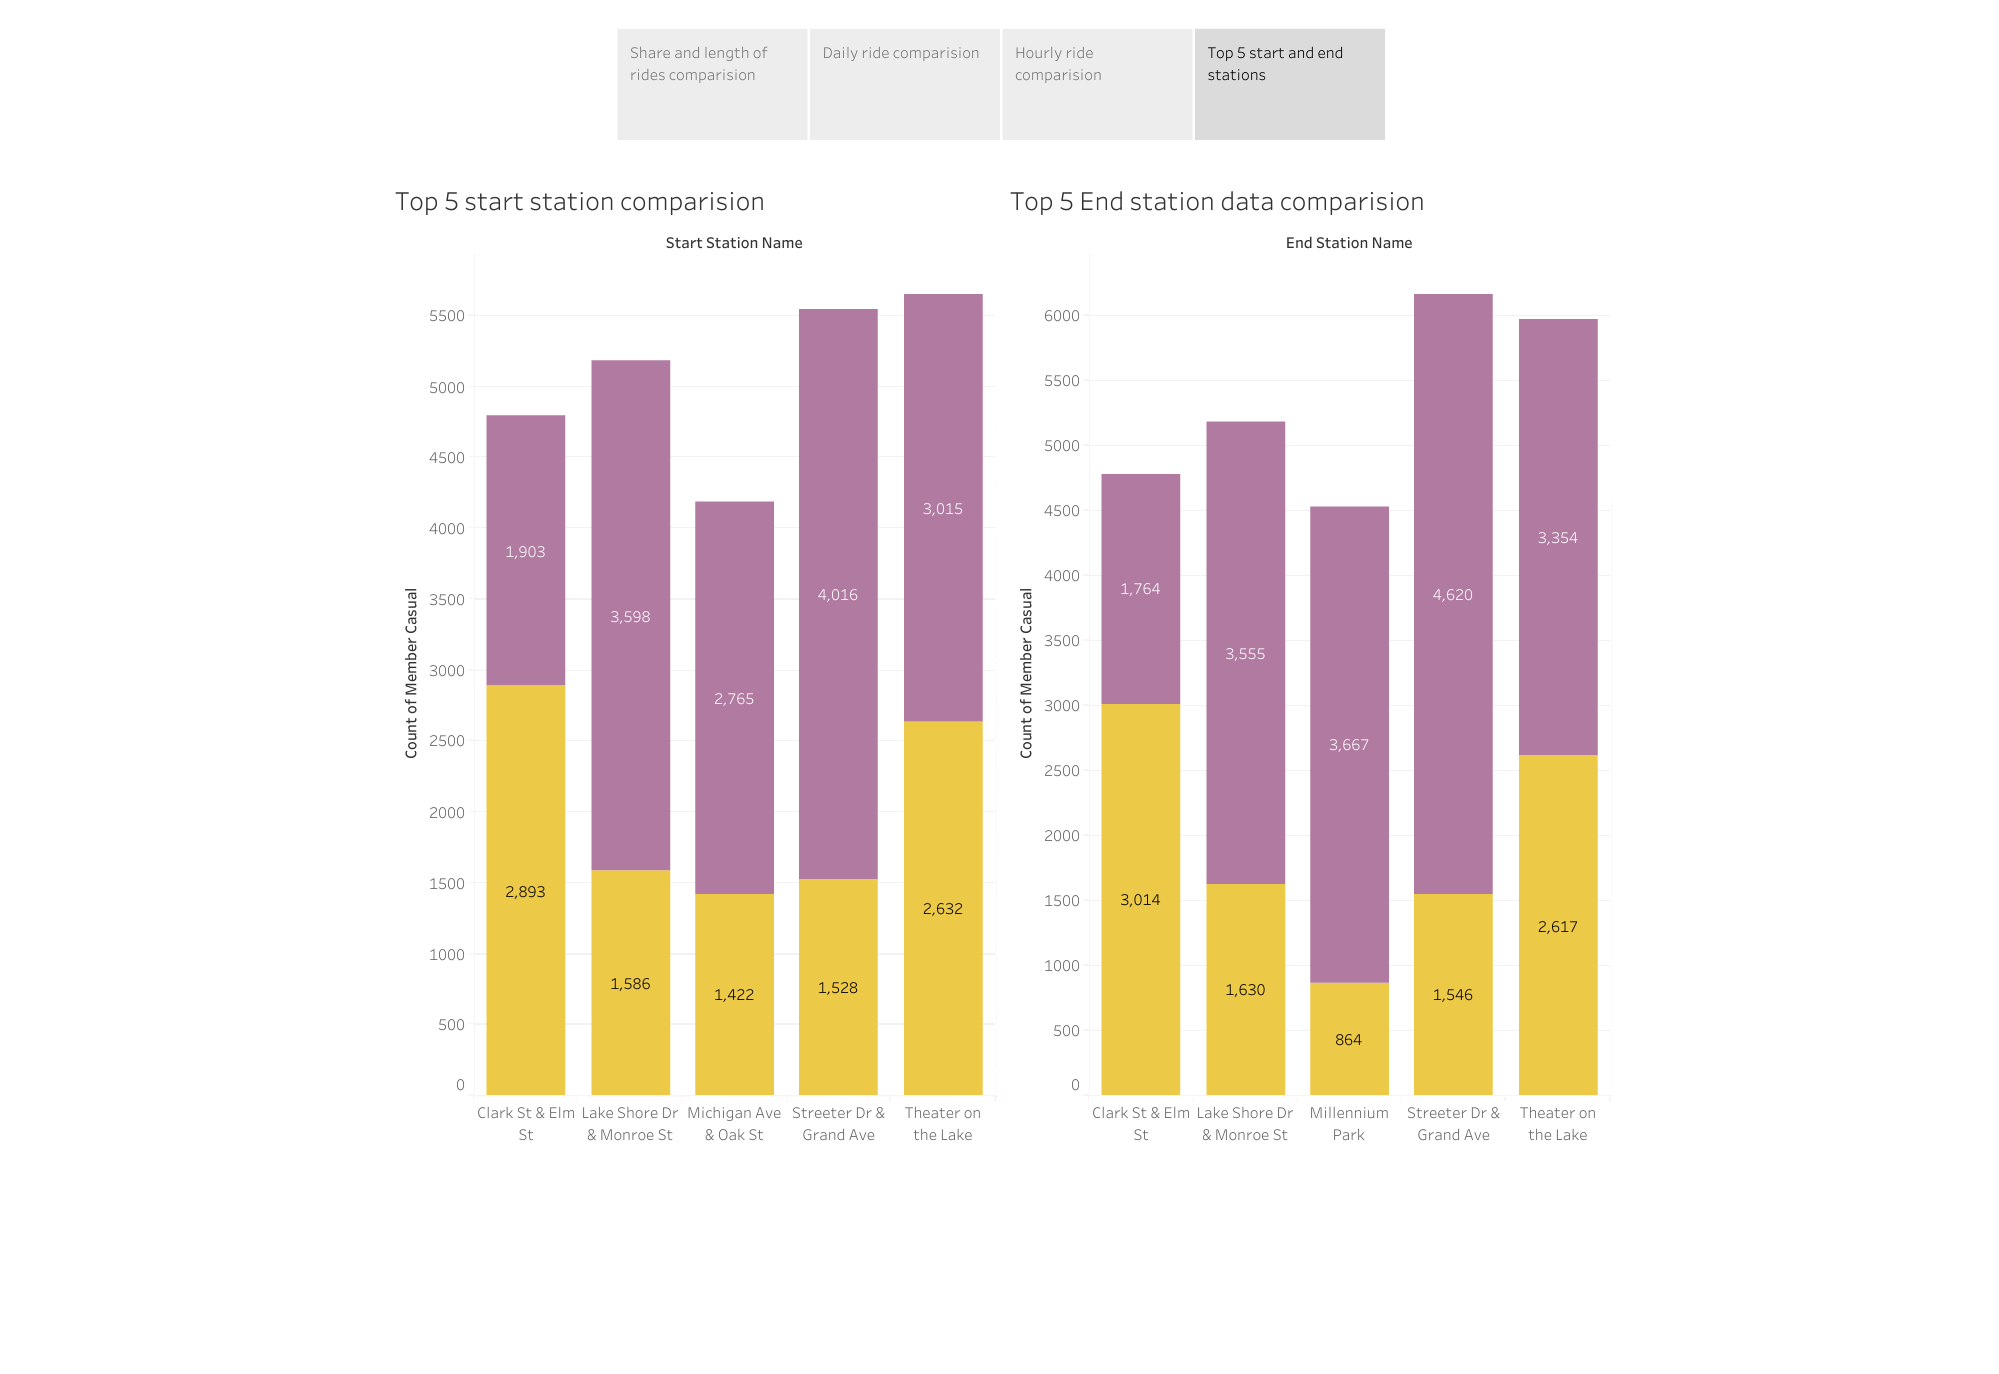 Share and length of
rides comparision
Daily ride comparision
Hourly ride
comparision
Top 5 start and end
stations
Top 5 start station comparision
Start Station Name
Count of Member Casual
5500
5000
4500
4000
3500
3000
2500
2000
1500
1000
500
0
1,903
2,893
3,598
1,586
2,765
1,422
4,016
1,528
3,015
2,632
Clark St & Elm
St
Lake Shore Dr
& Monroe St
Michigan Ave
& Oak St
Streeter Dr &
Grand Ave
Theater on
the Lake
Top 5 End station data comparision
End Station Name
Count of Member Casual
6000
5500
5000
4500
4000
3500
3000
2500
2000
1500
1000
500
0
1,764
3,014
3,555
1,630
3,667
864
4,620
1,546
3,354
2,617
Clark St & Elm
St
Lake Shore Dr
& Monroe St
Millennium
Park
Streeter Dr &
Grand Ave
Theater on
the Lake